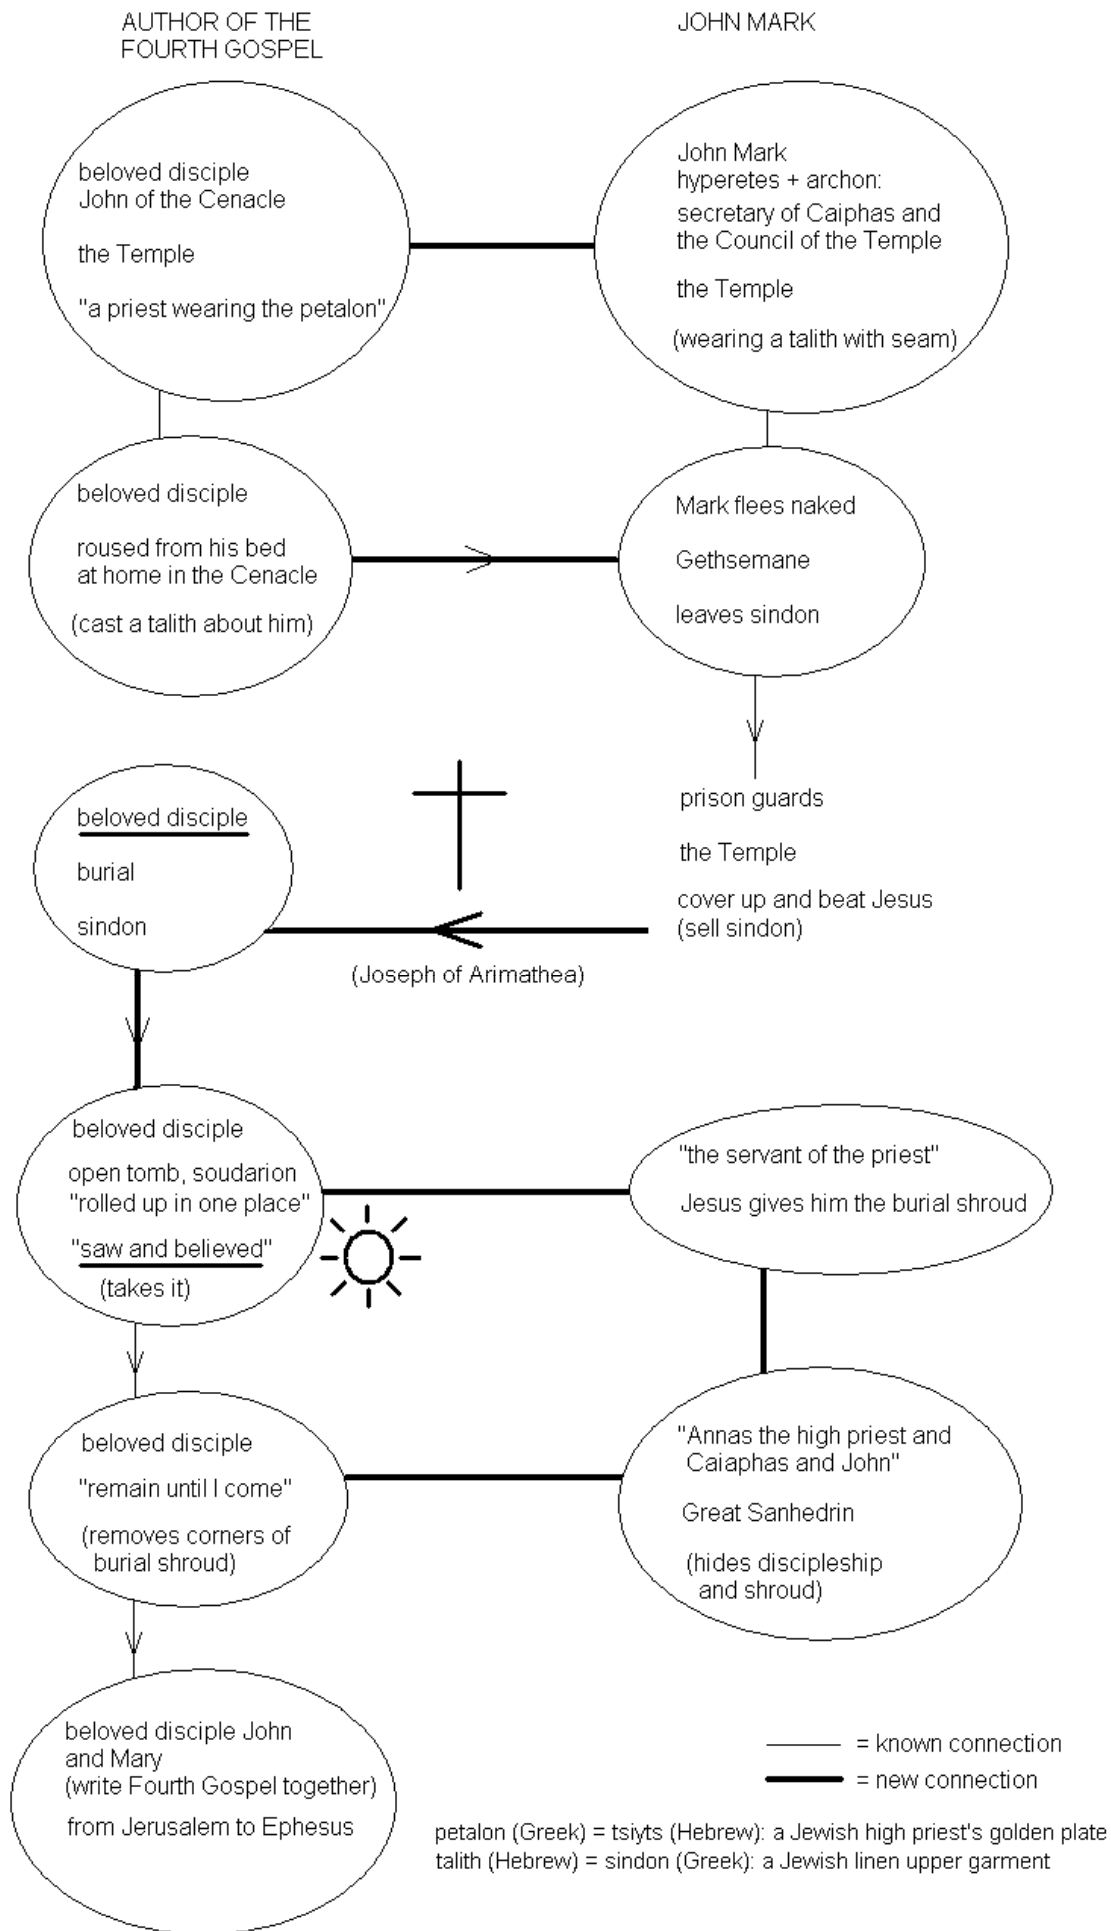 AUTHOR OF THE
FOURTH GOSPEL
JOHN MARK
beloved disciple
John of the Cenacle
the Temple
"a priest wearing the petalon"
John Mark
hyperetes + archon:
secretary of Caiphas and
the Council of the Temple
the Temple
(wearing a talith with seam)
beloved disciple
roused from his bed
at home in the Cenacle
(cast a talith about him)
Mark flees naked
Gethsemane
leaves sindon
prison guards
the Temple
cover up and beat Jesus
(sell sindon)
beloved disciple
burial
sindon
(Joseph of Arimathea)
beloved disciple
open tomb, soudarion
"rolled up in one place"
"saw and believed"
(takes it)
"the servant of the priest"
Jesus gives him the burial shroud
beloved disciple
"remain until I come"
(removes corners of
burial shroud)
"Annas the high priest and
Caiaphas and John"
Great Sanhedrin
(hides discipleship
and shroud)
beloved disciple John
and Mary
(write Fourth Gospel together)
from Jerusalem to Ephesus
= known connection
= new connection
petalon (Greek) = tsiyts (Hebrew): a Jewish high priest's golden plate
talith (Hebrew) = sindon (Greek): a Jewish linen upper garment